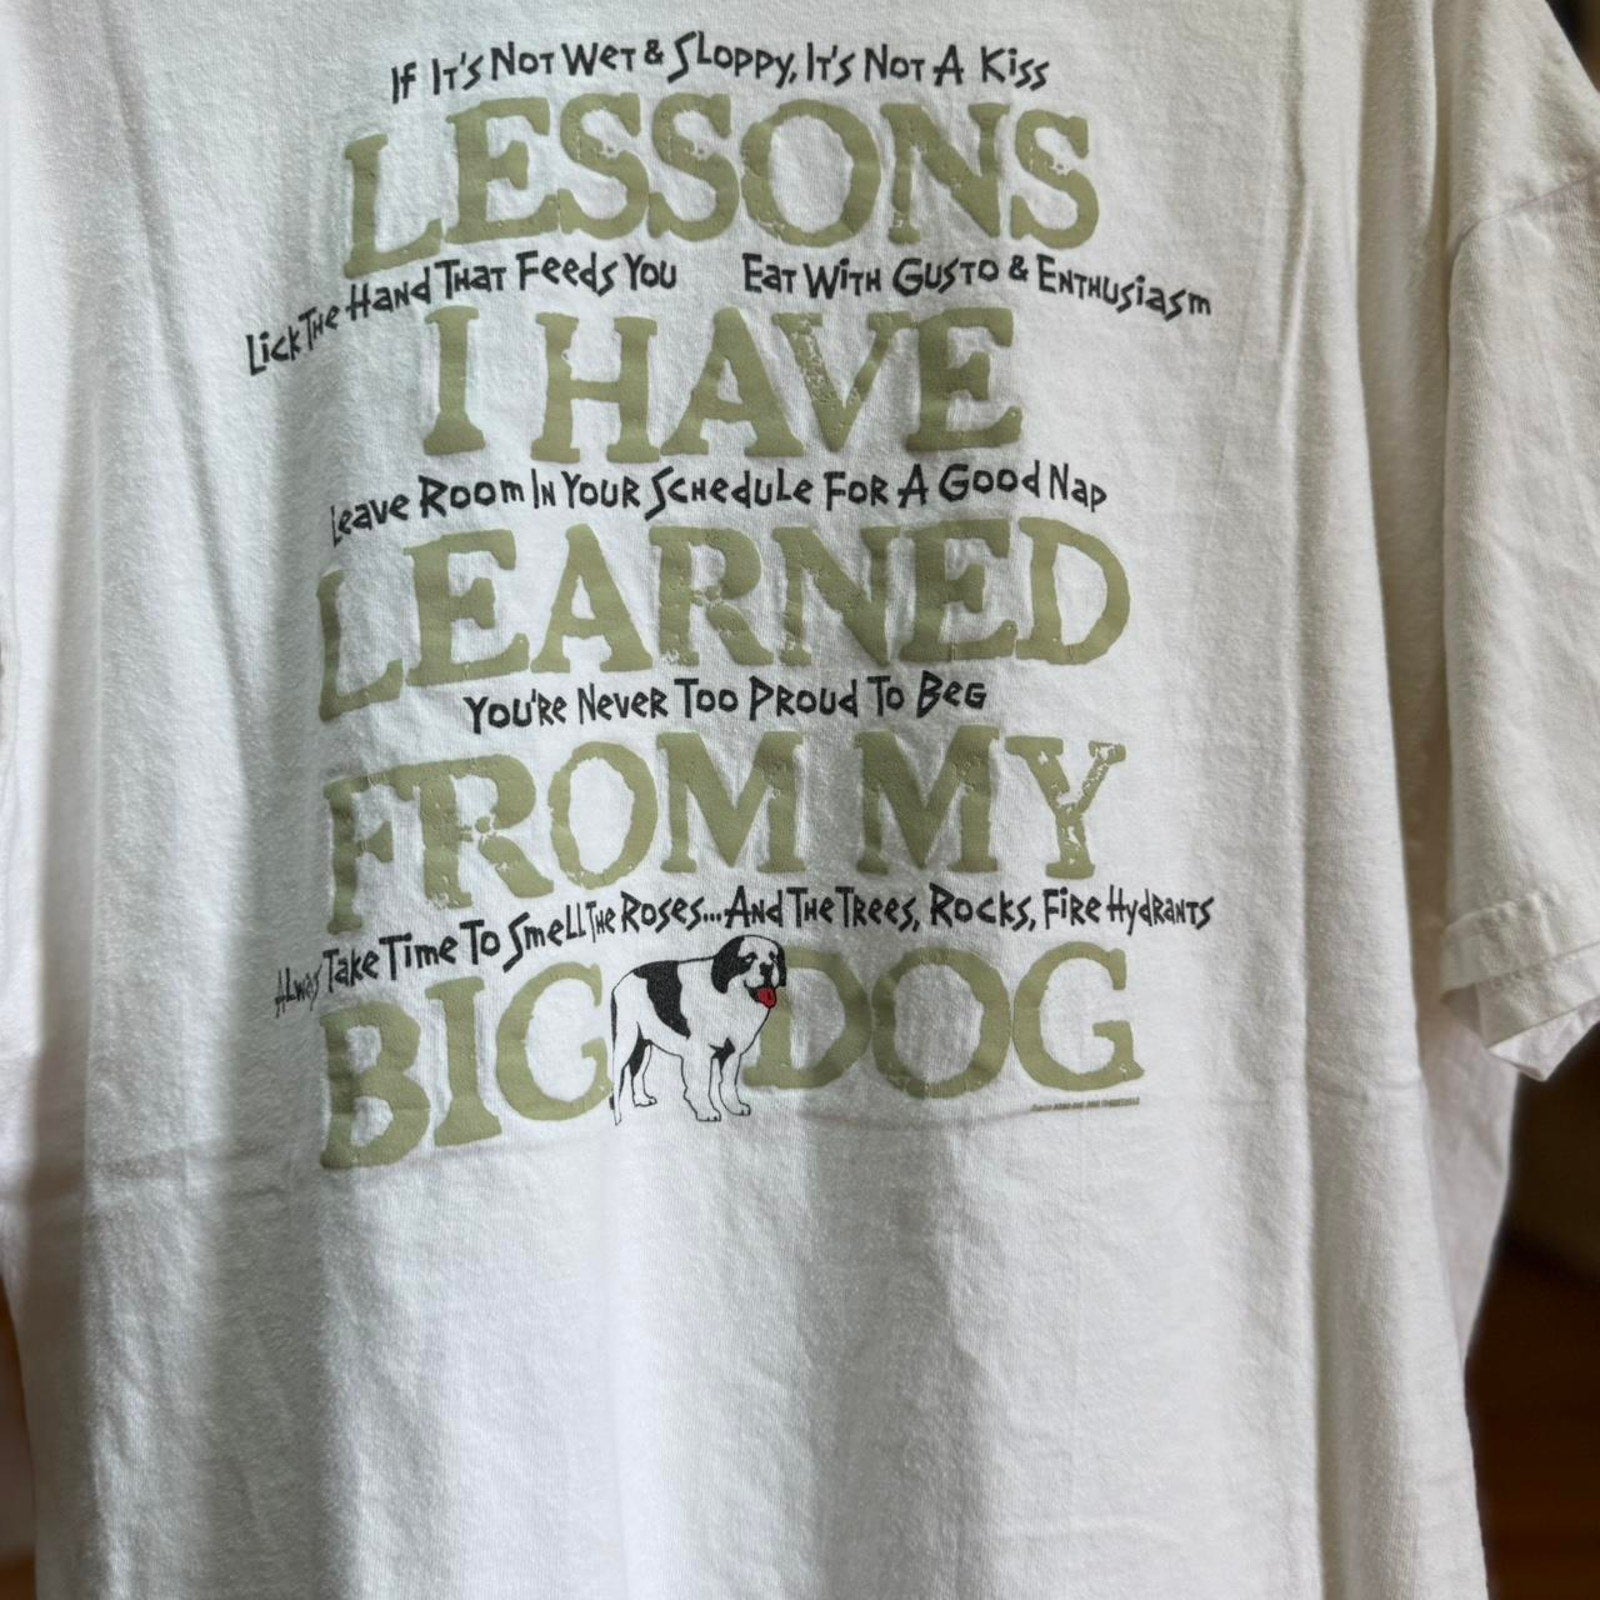 If It's Not Wet & Sloppy, It's Not A Kiss
LESSONS
Lick The Hand That Feeds You Eat With Gusto & Enthusiasm
I HAVE
Leave Room In Your Schedule For A Good Nap
LEARNED
You're Never Too Proud To Beg
FROM MY
Always Take Time To Smell The Roses... And The Trees, Rocks, Fire Hydrants
BIG DOG